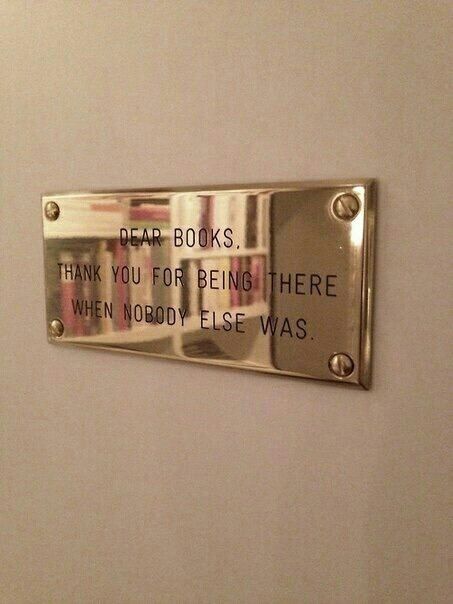 DEAR BOOKS,
THANK YOU FOR BEING THERE
WHEN NOBODY ELSE WAS.